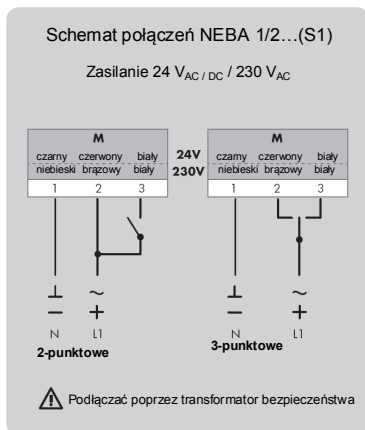 Schemat połączeń NEBA 1/2...(S1)
Zasilanie 24 VAC / DC / 230 VAC
M M
czarny czerwony biały 24V czarny czerwony biały
niebieski brązowy biały 230V niebieski brązowy biały
1 2 3 1 2 3
⊥ ~ ⊥ ~
− + − +
N L1 N L1
2-punktowe 3-punktowe
Podłączać poprzez transformator bezpieczeństwa